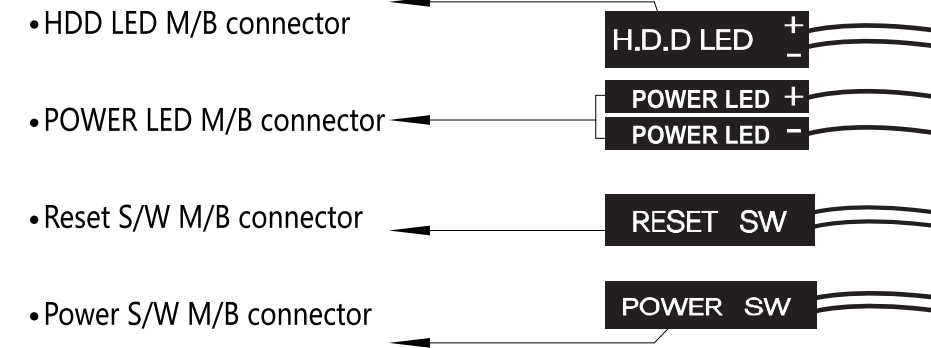 •HDD LED M/B connector
H.D.D LED + −
•POWER LED M/B connector
POWER LED +
POWER LED -
•Reset S/W M/B connector
RESET SW
•Power S/W M/B connector
POWER SW